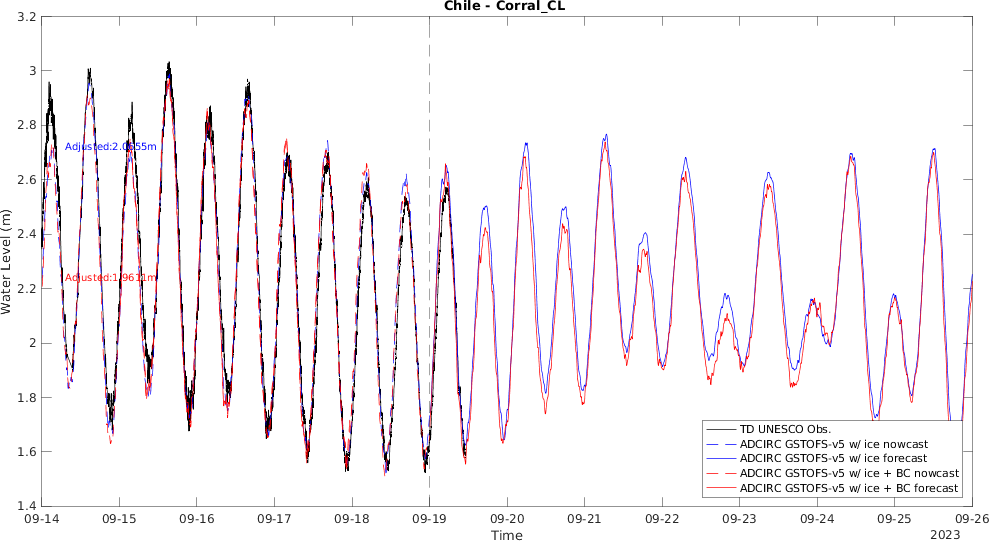 Chile - Corral_CL
3.2
3
2.8
2.6
2.4
2.2
2
1.8
1.6
1.4
Water Level (m)
Adjusted:2.0655m
Adjusted:1.9611m
TD UNESCO Obs.
ADCIRC GSTOFS-v5 w/ ice nowcast
ADCIRC GSTOFS-v5 w/ ice forecast
ADCIRC GSTOFS-v5 w/ ice + BC nowcast
ADCIRC GSTOFS-v5 w/ ice + BC forecast
09-14 09-15 09-16 09-17 09-18 09-19 09-20 09-21 09-22 09-23 09-24 09-25 09-26
Time
2023